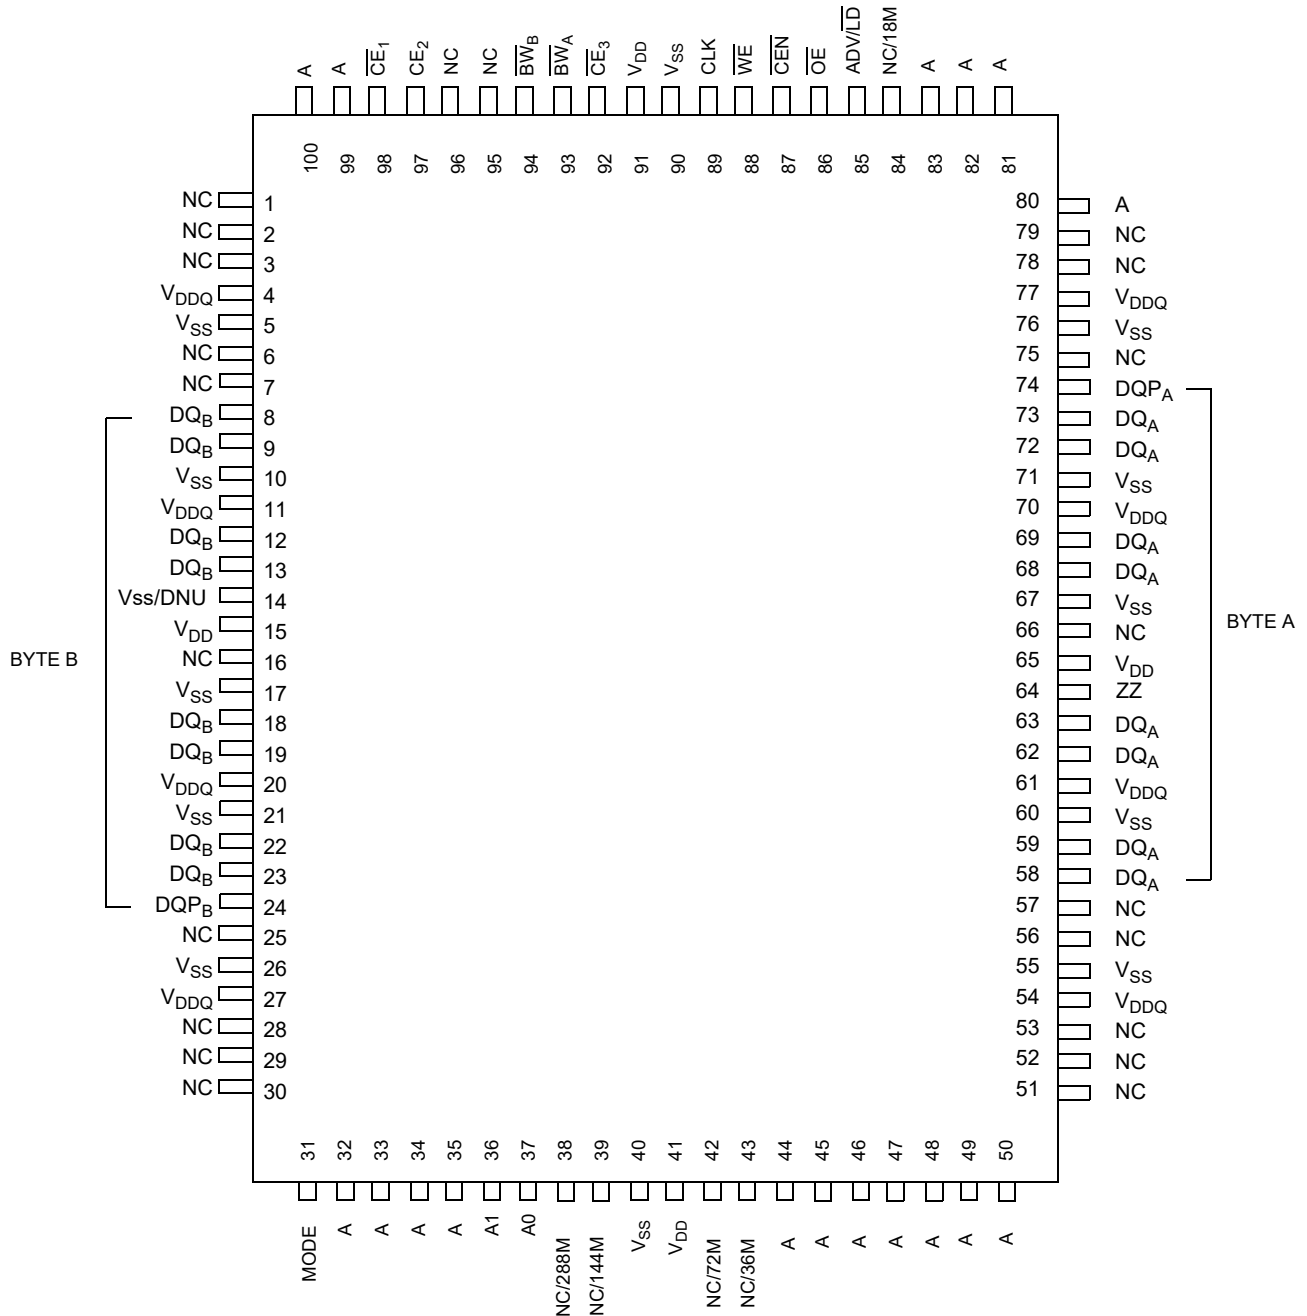 A A CE1 CE2 NC NC BWB BWA CE3 VDD VSS CLK WE CEN OE ADV/LD NC/18M A A A
100 99 98 97 96 95 94 93 92 91 90 89 88 87 86 85 84 83 82 81
NC 1 80 A
NC 2 79 NC
NC 3 78 NC
VDDQ 4 77 VDDQ
VSS 5 76 VSS
NC 6 75 NC
NC 7 74 DQPA
DQB 8 73 DQA
DQB 9 72 DQA
VSS 10 71 VSS
VDDQ 11 70 VDDQ
DQB 12 69 DQA
DQB 13 68 DQA
Vss/DNU 14 67 VSS
VDD 15 66 NC
BYTE B
BYTE A
NC 16 65 VDD
VSS 17 64 ZZ
DQB 18 63 DQA
DQB 19 62 DQA
VDDQ 20 61 VDDQ
VSS 21 60 VSS
DQB 22 59 DQA
DQB 23 58 DQA
DQPB 24 57 NC
NC 25 56 NC
VSS 26 55 VSS
VDDQ 27 54 VDDQ
NC 28 53 NC
NC 29 52 NC
NC 30 51 NC
31 32 33 34 35 36 37 38 39 40 41 42 43 44 45 46 47 48 49 50
MODE A A A A A1 A0 NC/288M NC/144M VSS VDD NC/72M NC/36M A A A A A A A